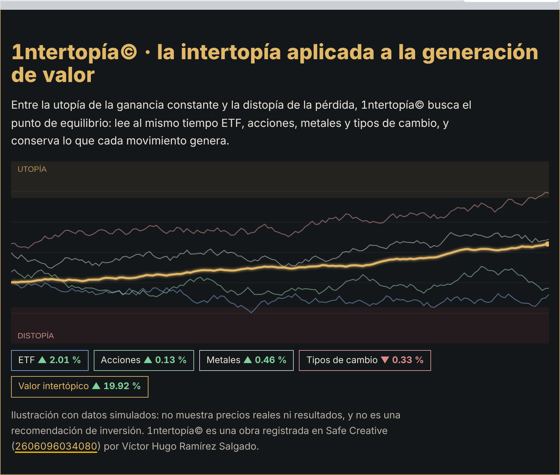 1ntertopía© · la intertopía aplicada a la generación
de valor
Entre la utopía de la ganancia constante y la distopía de la pérdida, 1ntertopía© busca el
punto de equilibrio: lee al mismo tiempo ETF, acciones, metales y tipos de cambio, y
conserva lo que cada movimiento genera.
UTOPÍA
DISTOPÍA
ETF ▲ 2.01 %
Acciones ▲ 0.13 %
Metales ▲ 0.46 %
Tipos de cambio ▼ 0.33 %
Valor intertópico ▲ 19.92 %
Ilustración con datos simulados: no muestra precios reales ni resultados, y no es una
recomendación de inversión. 1ntertopía© es una obra registrada en Safe Creative
(2606096034080) por Víctor Hugo Ramírez Salgado.